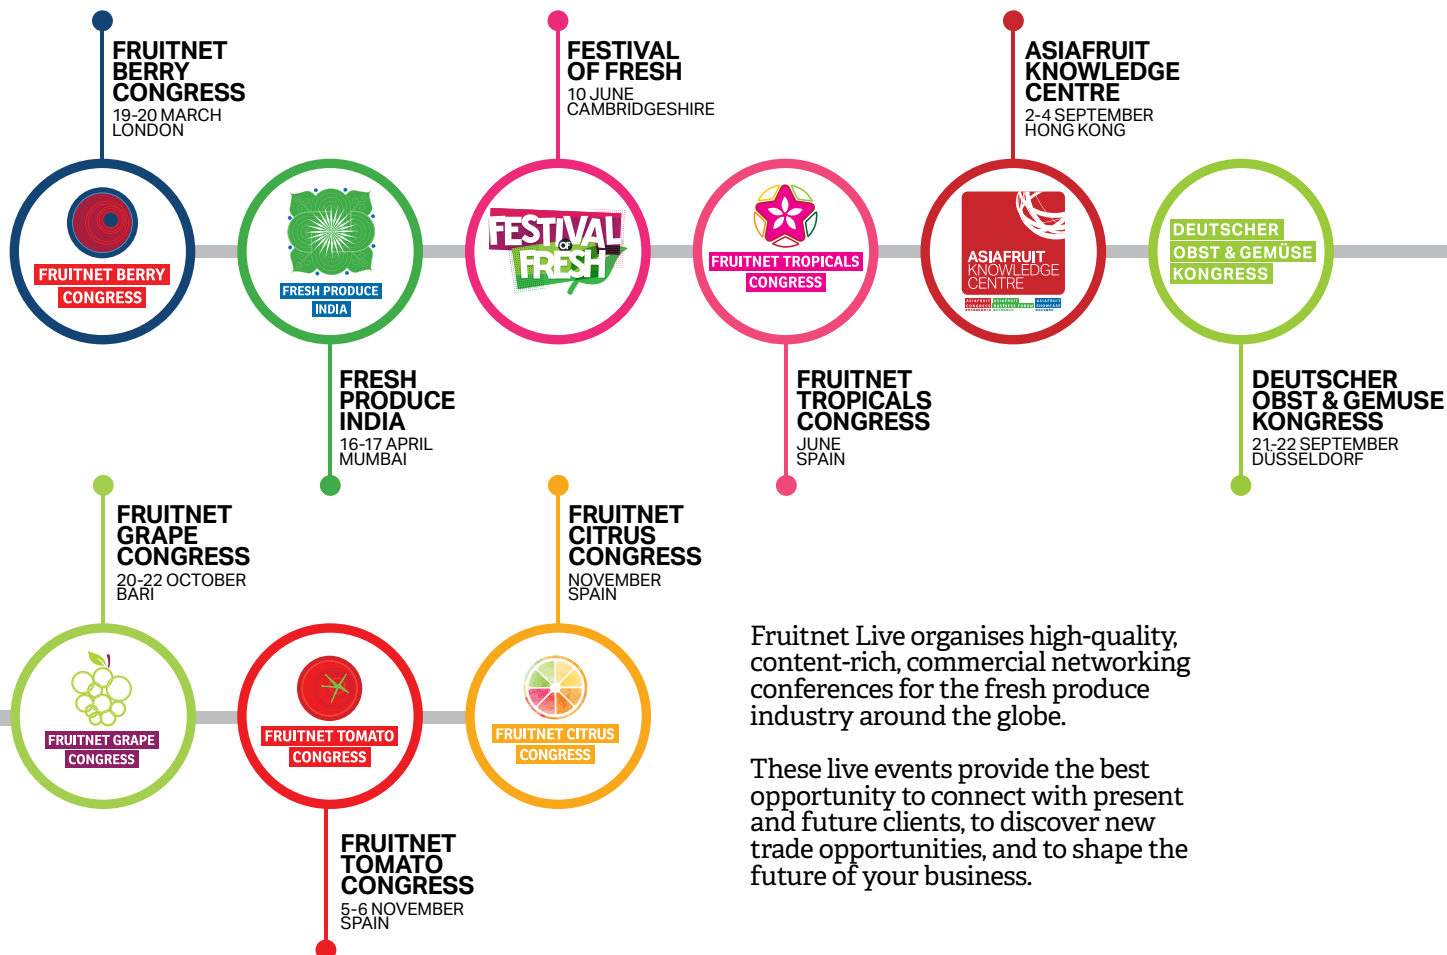 FRUITNET
BERRY
CONGRESS
19-20 MARCH
LONDON
FESTIVAL
OF FRESH
10 JUNE
CAMBRIDGESHIRE
ASIAFRUIT
KNOWLEDGE
CENTRE
2-4 SEPTEMBER
HONG KONG
FRUITNET BERRY
CONGRESS
FRESH PRODUCE
INDIA
FESTIVAL
OF
FRESH
FRUITNET TROPICALS
CONGRESS
ASIAFRUIT
KNOWLEDGE
CENTRE
ASIAFRUIT CONGRESS
ASIAFRUIT BUSINESS FORUM
ASIAFRUIT SHOWCASE
DEUTSCHER
OBST & GEMÜSE
KONGRESS
FRESH
PRODUCE
INDIA
16-17 APRIL
MUMBAI
FRUITNET
TROPICALS
CONGRESS
JUNE
SPAIN
DEUTSCHER
OBST & GEMUSE
KONGRESS
21-22 SEPTEMBER
DÜSSELDORF
FRUITNET
GRAPE
CONGRESS
20-22 OCTOBER
BARI
FRUITNET
CITRUS
CONGRESS
NOVEMBER
SPAIN
FRUITNET GRAPE
CONGRESS
FRUITNET TOMATO
CONGRESS
FRUITNET CITRUS
CONGRESS
FRUITNET
TOMATO
CONGRESS
5-6 NOVEMBER
SPAIN
Fruitnet Live organises high-quality,
content-rich, commercial networking
conferences for the fresh produce
industry around the globe.
These live events provide the best
opportunity to connect with present
and future clients, to discover new
trade opportunities, and to shape the
future of your business.